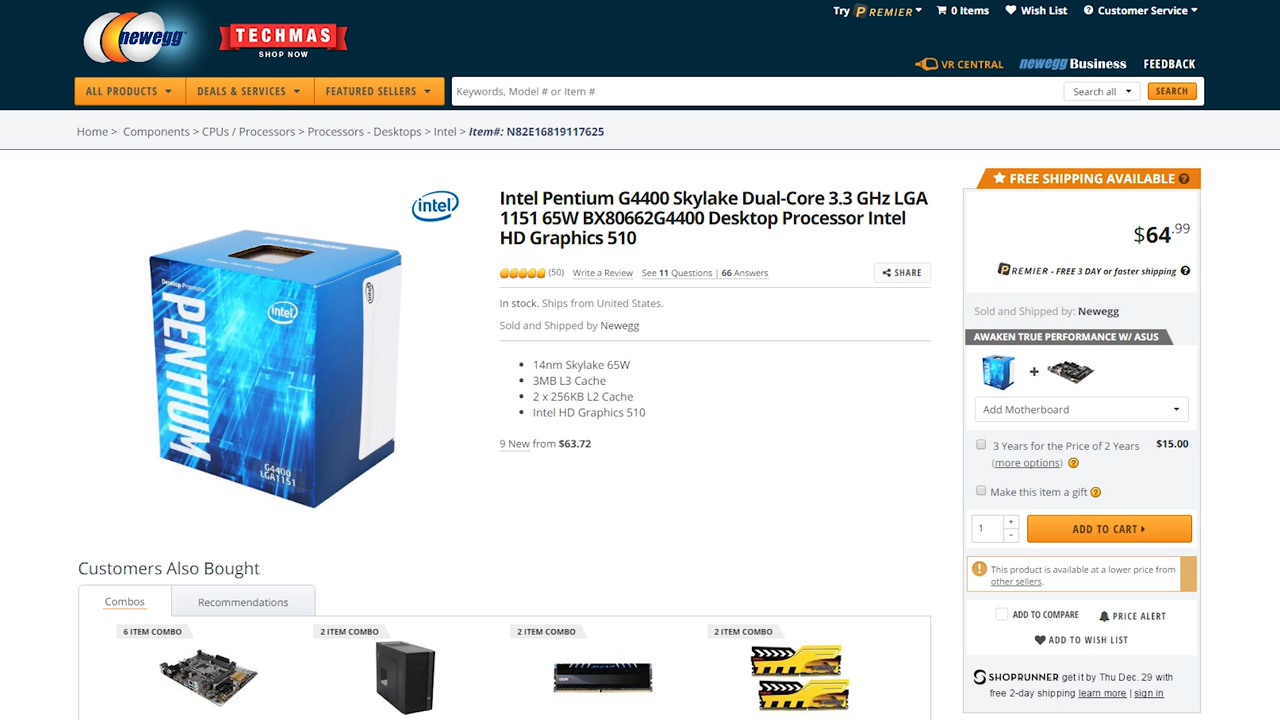 Try PREMIER
0 Items
Wish List
Customer Service
newegg
TECHMAS
SHOP NOW
VR CENTRAL
newegg Business
FEEDBACK
ALL PRODUCTS
DEALS & SERVICES
FEATURED SELLERS
Keywords, Model # or Item #
Search all
SEARCH
Home > Components > CPUs / Processors > Processors - Desktops > Intel > Item#: N82E16819117625
intel
Intel Pentium G4400 Skylake Dual-Core 3.3 GHz LGA
1151 65W BX80662G4400 Desktop Processor Intel
HD Graphics 510
(50) Write a Review See 11 Questions | 66 Answers
SHARE
In stock. Ships from United States.
Sold and Shipped by Newegg
14nm Skylake 65W
3MB L3 Cache
2 x 256KB L2 Cache
Intel HD Graphics 510
9 New from $63.72
Desktop Processor
PENTIUM
intel
intel
G4400
LGA1151
FREE SHIPPING AVAILABLE
$64.99
PREMIER - FREE 3 DAY or faster shipping
Sold and Shipped by: Newegg
AWAKEN TRUE PERFORMANCE W/ ASUS
+
Add Motherboard
3 Years for the Price of 2 Years $15.00
(more options)
Make this item a gift
1
+
-
ADD TO CART
This product is available at a lower price from
other sellers.
ADD TO COMPARE
PRICE ALERT
ADD TO WISH LIST
SHOPRUNNER get it by Thu Dec. 29 with
free 2-day shipping learn more | sign in
Customers Also Bought
Combos
Recommendations
6 ITEM COMBO
2 ITEM COMBO
2 ITEM COMBO
2 ITEM COMBO